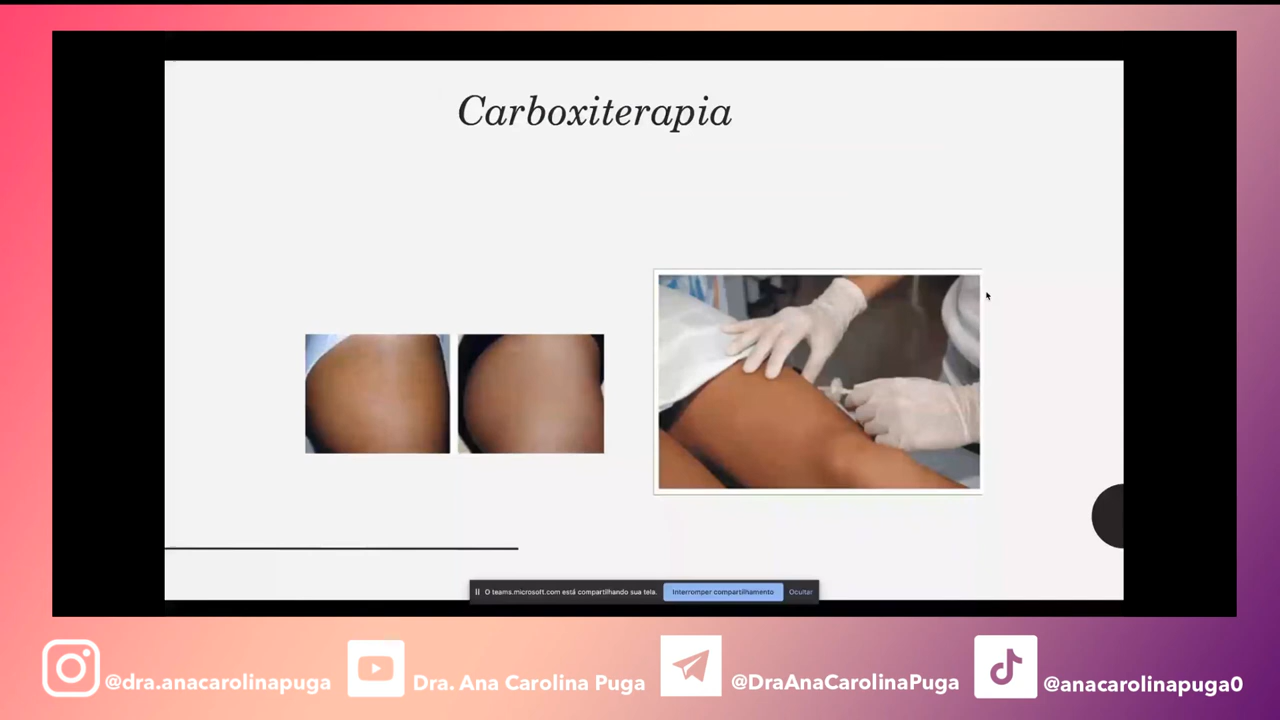 Carboxiterapia
O teams.microsoft.com está compartilhando sua tela.
Interromper compartilhamento
Ocultar
@dra.anacarolinapuga
Dra. Ana Carolina Puga
@DraAnaCarolinaPuga
@anacarolinapuga0